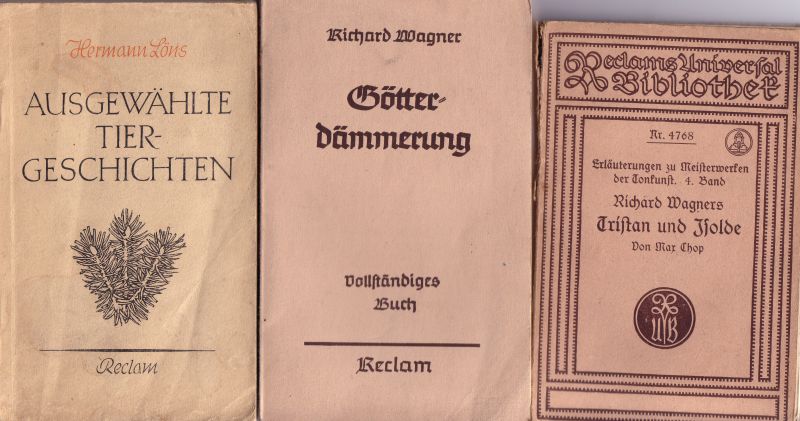 Hermann Löns
AUSGEWÄHLTE
TIER-
GESCHICHTEN
Reclam
Richard Wagner
Götter-
dämmerung
Vollständiges
Buch
Reclam
Reclams Universal
Bibliothek
Nr. 4768
Erläuterungen zu Meisterwerken
der Tonkunst. 4. Band
Richard Wagners
Tristan und Isolde
Von Max Chop
RUB